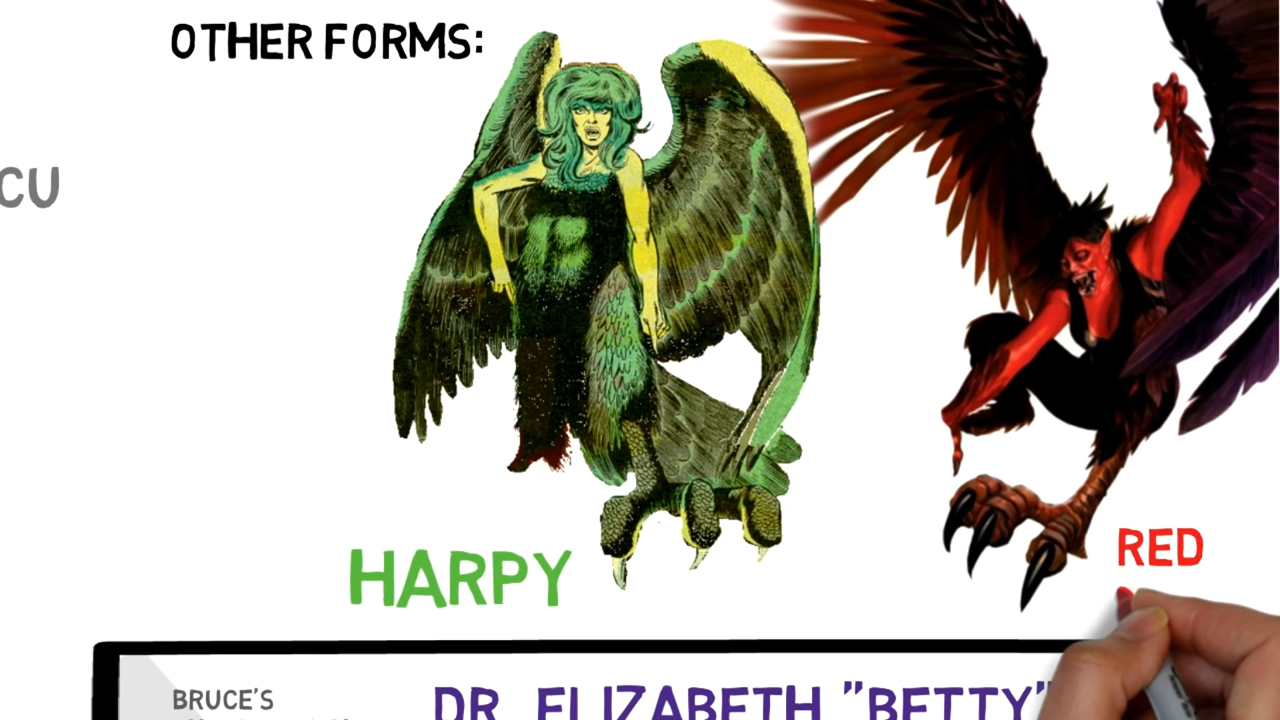 OTHER FORMS:
CU
HARPY
RED
BRUCE'S
DR. ELIZABETH "BETTY"